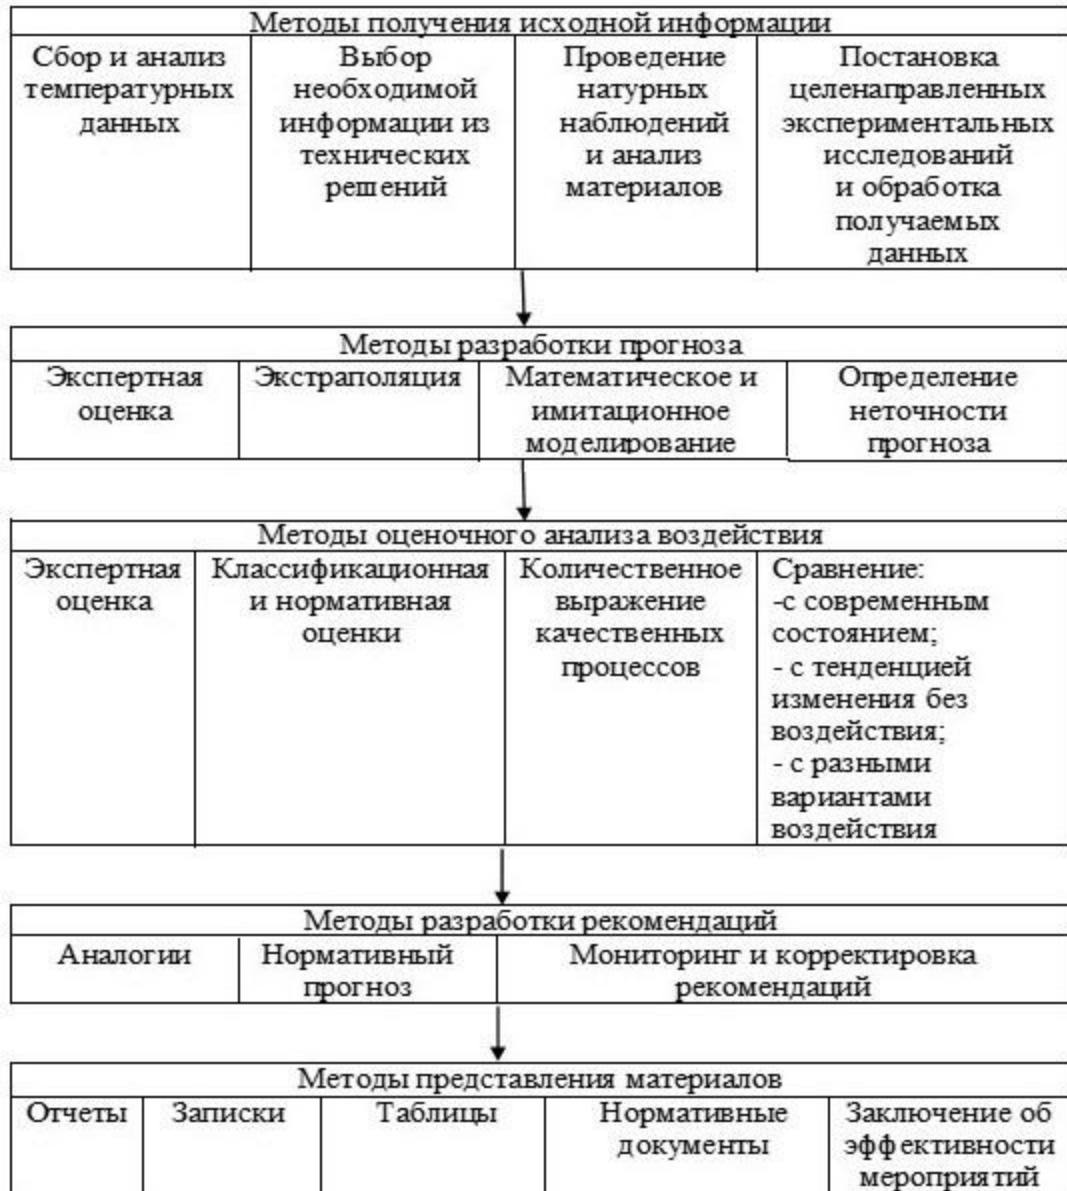 Методы получения исходной информации
Сбор и анализ
температурных
данных
Выбор
необходимой
информации из
технических
решений
Проведение
натурных
наблюдений
и анализ
материалов
Постановка
целенаправленных
экспериментальных
исследований
и обработка
получаемых
данных
Методы разработки прогноза
Экспертная
оценка
Экстраполяция
Математическое и
имитационное
моделирование
Определение
неточности
прогноза
Методы оценочного анализа воздействия
Экспертная
оценка
Классификационная
и нормативная
оценки
Количественное
выражение
качественных
процессов
Сравнение:
-с современным
состоянием;
- с тенденцией
изменения без
воздействия;
- с разными
вариантами
воздействия
Методы разработки рекомендаций
Аналогии
Нормативный
прогноз
Мониторинг и корректировка
рекомендаций
Методы представления материалов
Отчеты
Записки
Таблицы
Нормативные
документы
Заключение об
эффективности
мероприятий